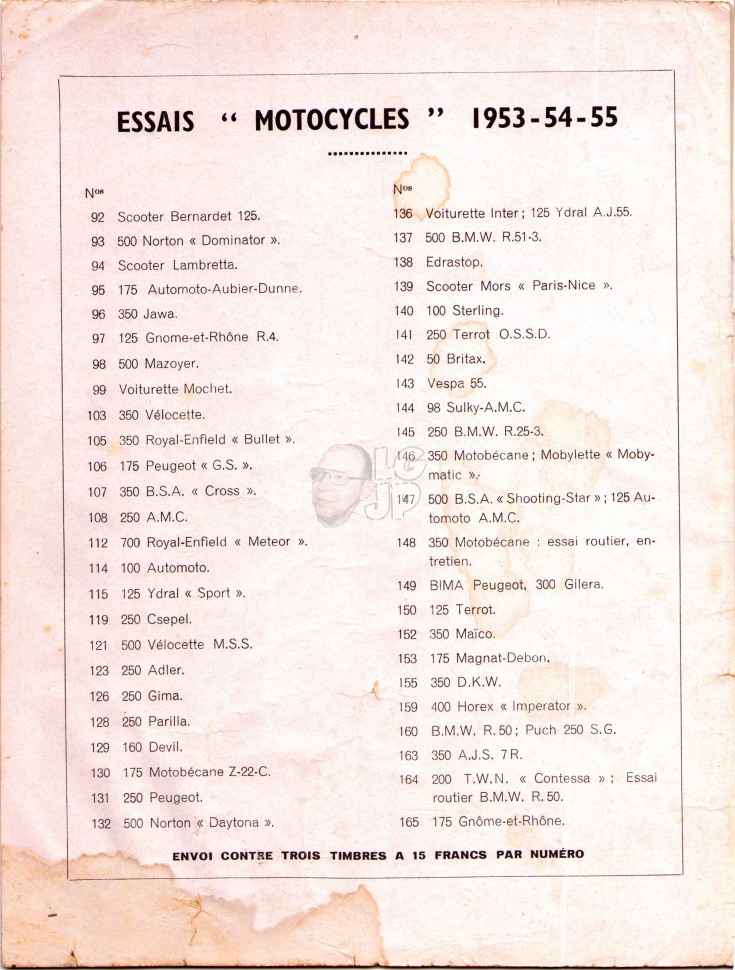 ESSAIS “ MOTOCYCLES ” 1953-54-55
Nos
92 Scooter Bernardet 125.
93 500 Norton « Dominator ».
94 Scooter Lambretta.
95 175 Automoto-Aubier-Dunne.
96 350 Jawa.
97 125 Gnome-et-Rhône R.4.
98 500 Mazoyer.
99 Voiturette Mochet.
103 350 Vélocette.
105 350 Royal-Enfield « Bullet ».
106 175 Peugeot « G.S. ».
107 350 B.S.A. « Cross ».
108 250 A.M.C.
112 700 Royal-Enfield « Meteor ».
114 100 Automoto.
115 125 Ydral « Sport ».
119 250 Csepel.
121 500 Vélocette M.S.S.
123 250 Adler.
126 250 Gima.
128 250 Parilla.
129 160 Devil.
130 175 Motobécane Z-22-C.
131 250 Peugeot.
132 500 Norton « Daytona ».
Nos
136 Voiturette Inter ; 125 Ydral A.J.55.
137 500 B.M.W. R.51-3.
138 Edrastop.
139 Scooter Mors « Paris-Nice ».
140 100 Sterling.
141 250 Terrot O.S.S.D.
142 50 Britax.
143 Vespa 55.
144 98 Sulky-A.M.C.
145 250 B.M.W. R.25-3.
146 350 Motobécane ; Mobylette « Moby-
matic ».-
147 500 B.S.A. « Shooting-Star » ; 125 Au-
tomoto A.M.C.
148 350 Motobécane : essai routier, en-
tretien.
149 BIMA Peugeot, 300 Gilera.
150 125 Terrot.
152 350 Maïco.
153 175 Magnat-Debon.
155 350 D.K.W.
159 400 Horex « Imperator ».
160 B.M.W. R. 50 ; Puch 250 S.G.
163 350 A.J.S. 7 R.
164 200 T.W.N. « Contessa » ; Essai
routier B.M.W. R. 50.
165 175 Gnôme-et-Rhône.
ENVOI CONTRE TROIS TIMBRES A 15 FRANCS PAR NUMÉRO